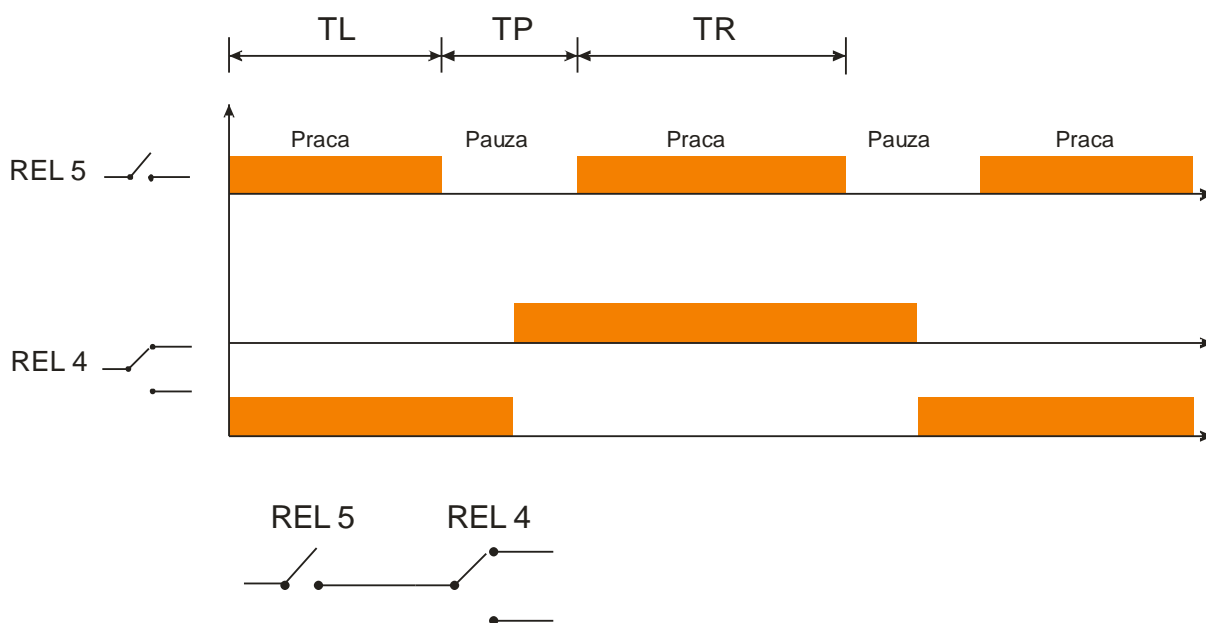 TL TP TR
Praca Pauza Praca Pauza Praca
REL 5
REL 4
REL 5 REL 4